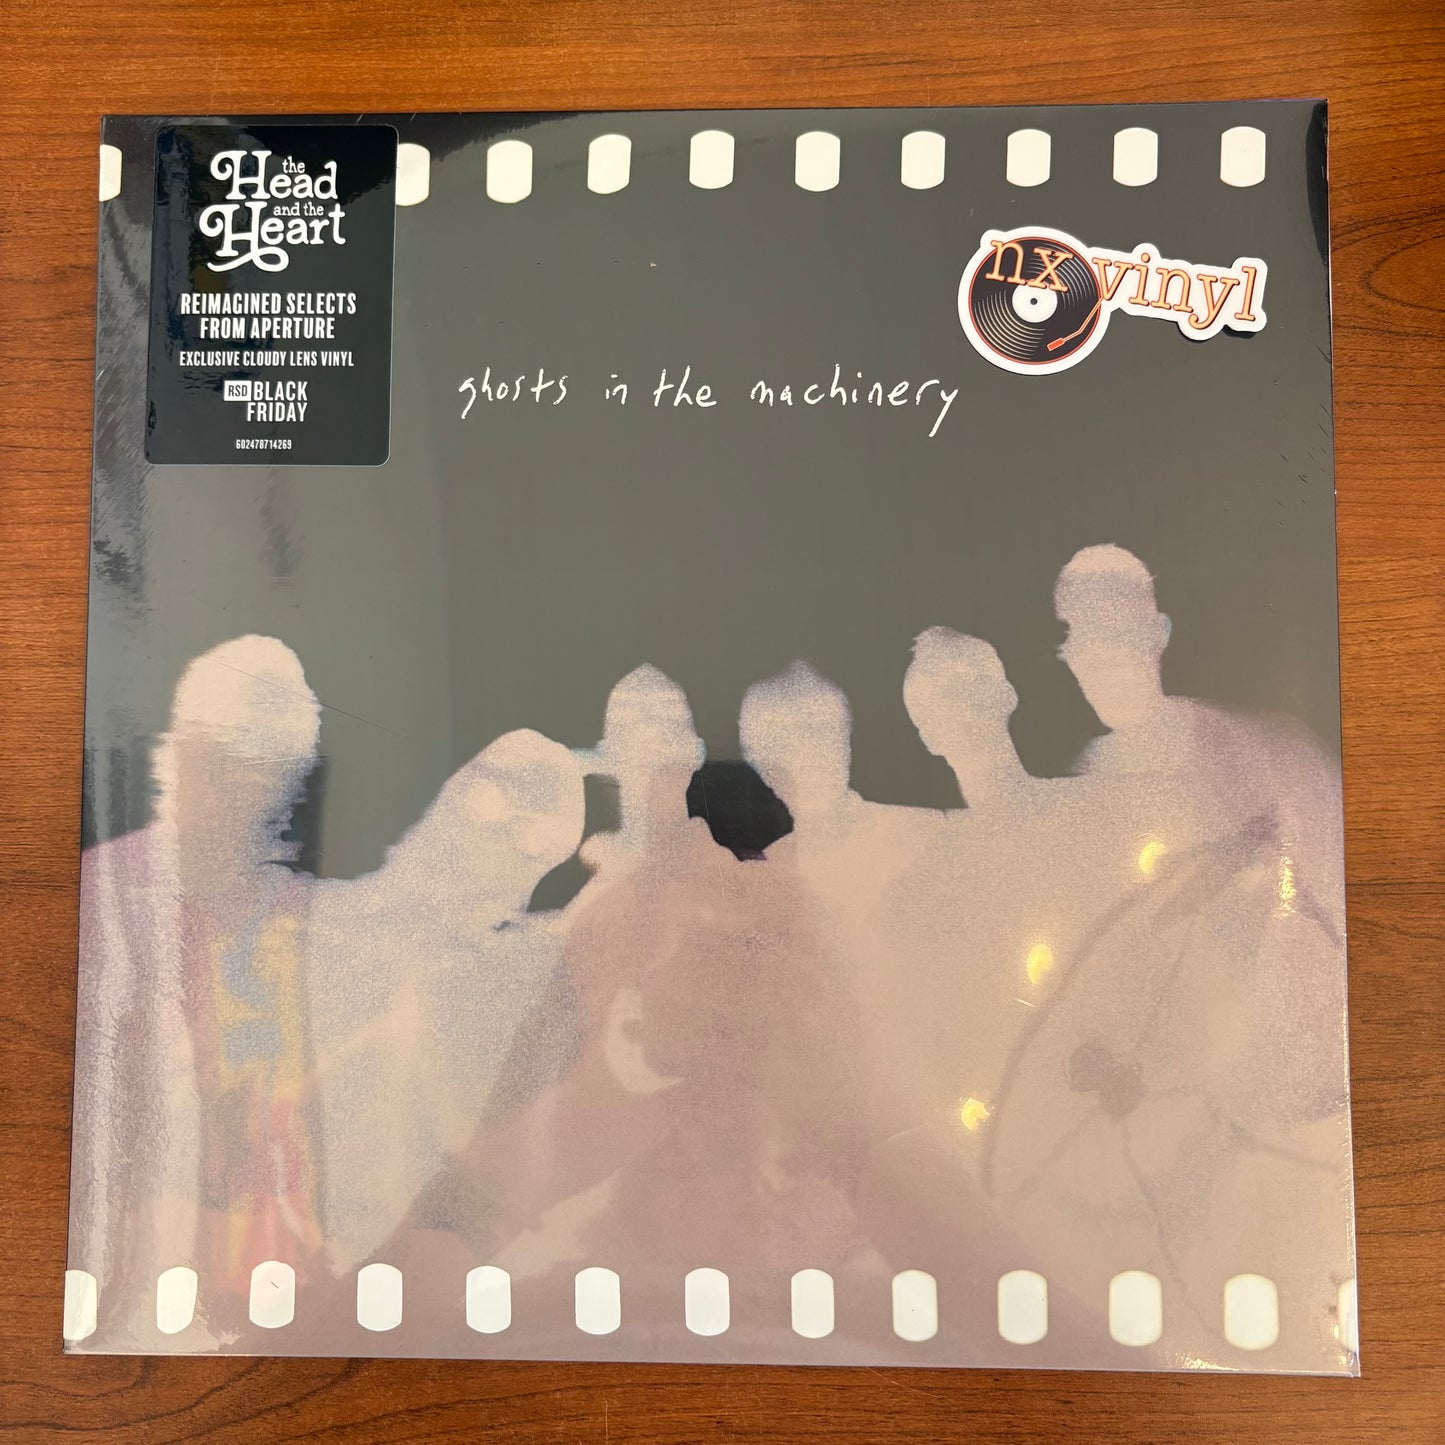 the
Head
and the
Heart
REIMAGINED SELECTS
FROM APERTURE
EXCLUSIVE CLOUDY LENS VINYL
RSD BLACK
FRIDAY
602478714269
nx vinyl
ghosts in the machinery